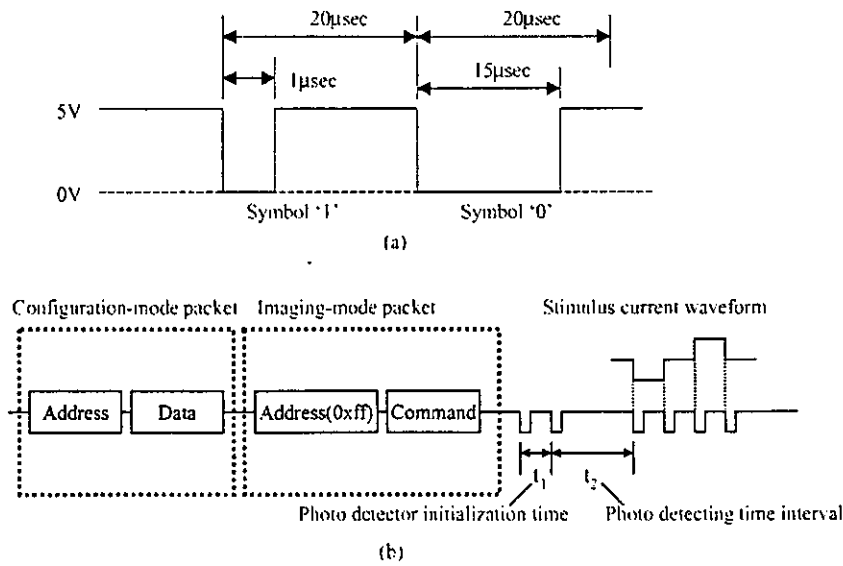 20μsec 20μsec
1μsec 15μsec
5V
0V
Symbol '1' Symbol '0'
(a)
Configuration-mode packet Imaging-mode packet Stimulus current waveform
Address Data Address(0xff) Command
t1 t2
Photo detector initialization time Photo detecting time interval
(b)